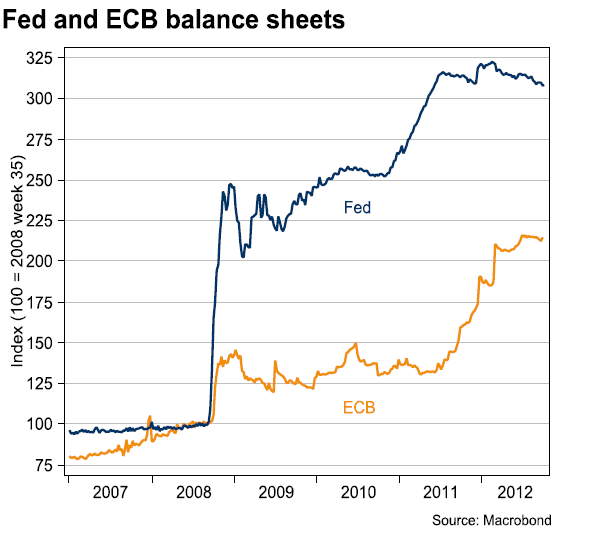 Fed and ECB balance sheets
Index (100 = 2008 week 35)
325
300
275
250
225
200
175
150
125
100
75
Fed
ECB
2007 2008 2009 2010 2011 2012
Source: Macrobond